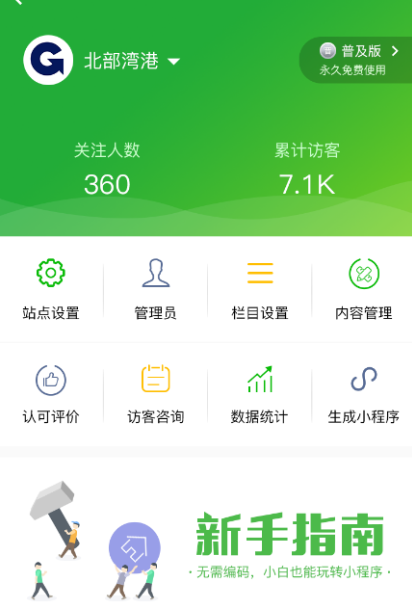 北部湾港
普及版
永久免费使用
关注人数
累计访客
360
7.1K
站点设置
管理员
栏目设置
内容管理
认可评价
访客咨询
数据统计
生成小程序
新手指南
·无需编码，小白也能玩转小程序·